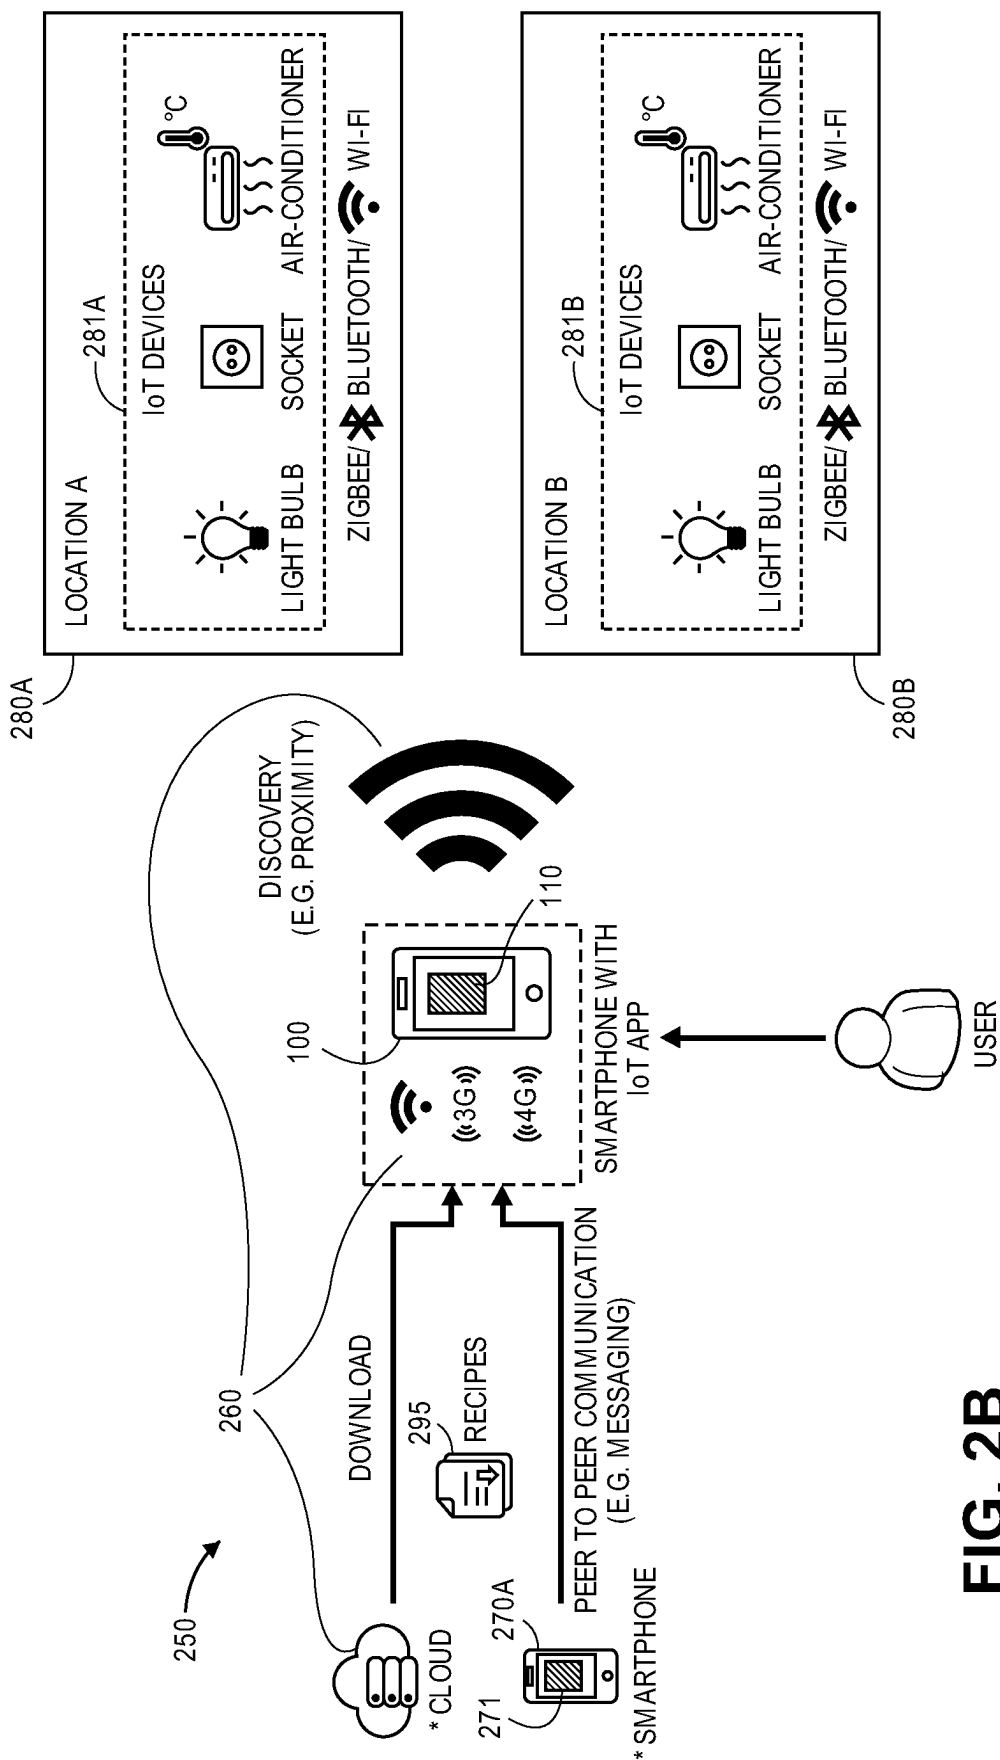 250
260
* CLOUD
271
270A
* SMARTPHONE
DOWNLOAD
295
RECIPES
PEER TO PEER COMMUNICATION
(E.G. MESSAGING)
3G
4G
100
110
SMARTPHONE WITH
IoT APP
USER
DISCOVERY
(E.G. PROXIMITY)
280A
LOCATION A
281A
IoT DEVICES
°C
LIGHT BULB
SOCKET
AIR-CONDITIONER
ZIGBEE/ BLUETOOTH/ WI-FI
280B
LOCATION B
281B
IoT DEVICES
°C
LIGHT BULB
SOCKET
AIR-CONDITIONER
ZIGBEE/ BLUETOOTH/ WI-FI
FIG. 2B